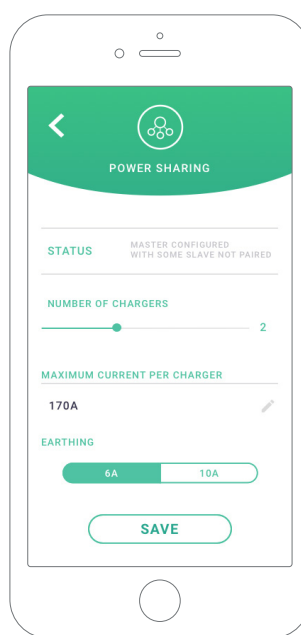 POWER SHARING
STATUS
MASTER CONFIGURED
WITH SOME SLAVE NOT PAIRED
NUMBER OF CHARGERS
2
MAXIMUM CURRENT PER CHARGER
170A
EARTHING
6A 10A
SAVE